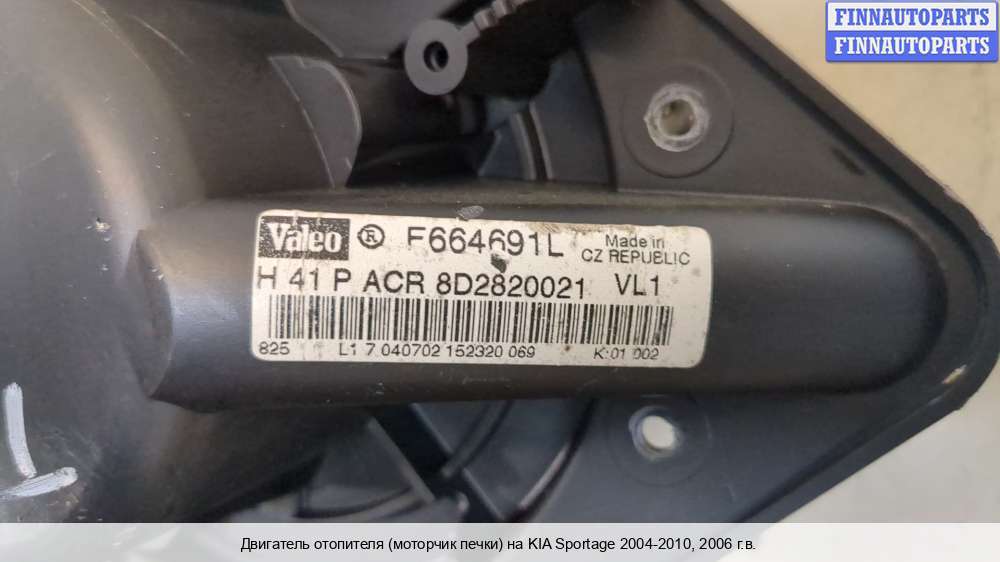 FINNAUTOPARTS
FINNAUTOPARTS
Valeo ® F664691L Made in
CZ REPUBLIC
H 41 P ACR 8D2820021 VL1
825 L1 7 040702 152320 069 K:01 002
Двигатель отопителя (моторчик печки) на KIA Sportage 2004-2010, 2006 г.в.